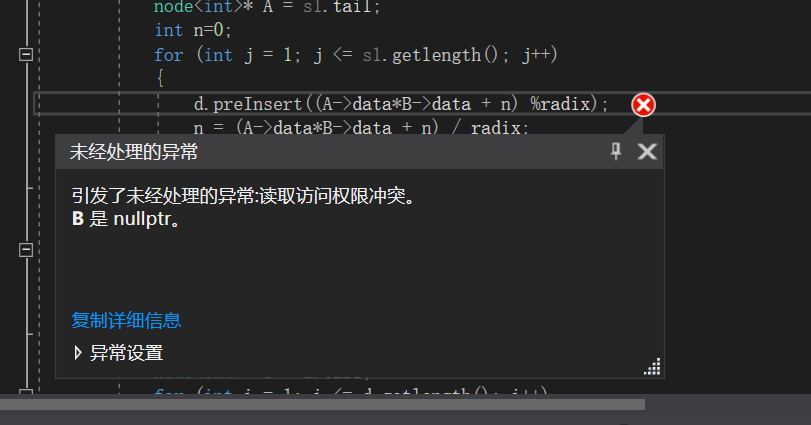 node<int>* A = sl.tail;
int n=0;
for (int j = 1; j <= sl.getlength(); j++)
{
d.preInsert((A->data*B->data + n) %radix);
n = (A->data*B->data + n) / radix;
未经处理的异常
引发了未经处理的异常:读取访问权限冲突。
B 是 nullptr。
复制详细信息
异常设置
for (int j = 1; j <= d.getlength(); j++)